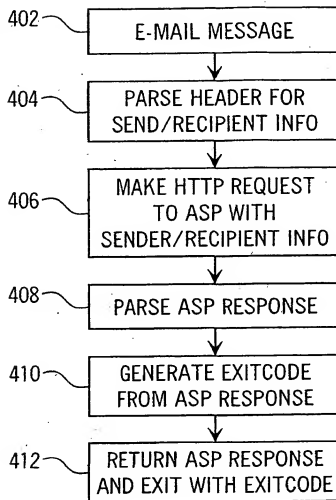 402
E-MAIL MESSAGE
404
PARSE HEADER FOR
SEND/RECIPIENT INFO
406
MAKE HTTP REQUEST
TO ASP WITH
SENDER/RECIPIENT INFO
408
PARSE ASP RESPONSE
410
GENERATE EXITCODE
FROM ASP RESPONSE
412
RETURN ASP RESPONSE
AND EXIT WITH EXITCODE